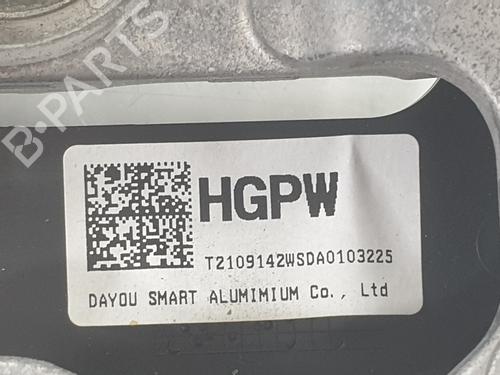 B-PARTS
HGPW
T2109142WSDA0103225
DAYOU SMART ALUMIMIUM Co., Ltd